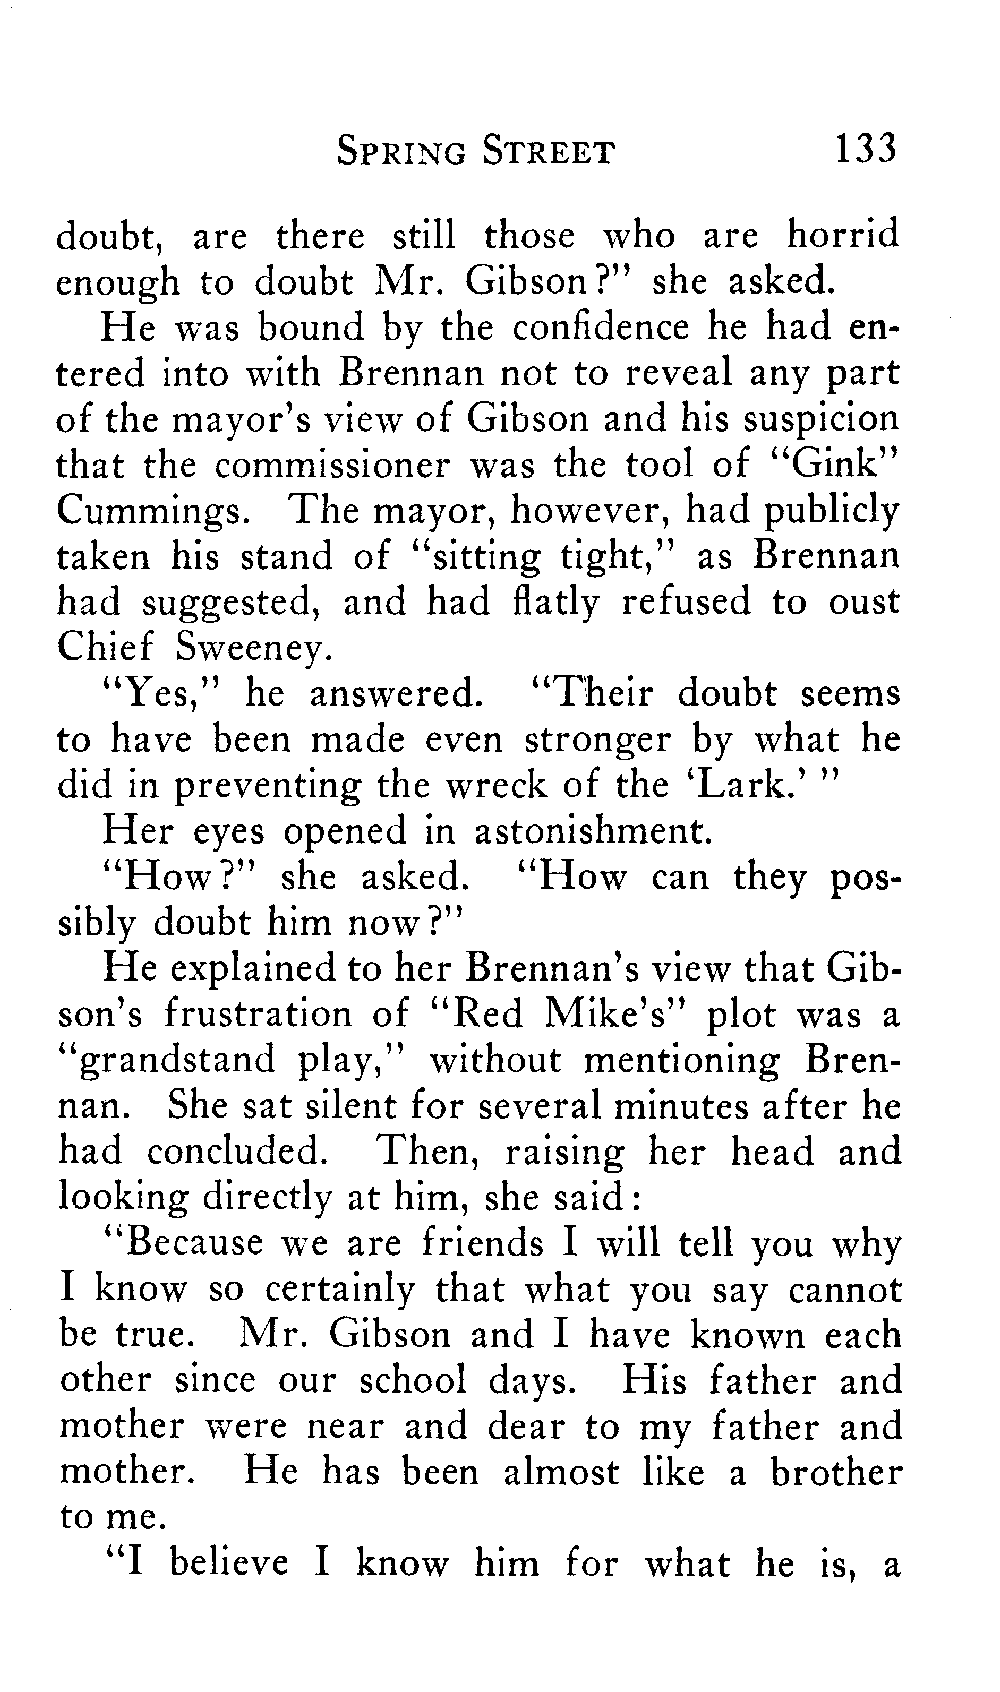 SPRING STREET 133
doubt, are there still those who are horrid
enough to doubt Mr. Gibson?" she asked.
He was bound by the confidence he had en-
tered into with Brennan not to reveal any part
of the mayor's view of Gibson and his suspicion
that the commissioner was the tool of "Gink"
Cummings. The mayor, however, had publicly
taken his stand of "sitting tight," as Brennan
had suggested, and had flatly refused to oust
Chief Sweeney.
"Yes," he answered. "Their doubt seems
to have been made even stronger by what he
did in preventing the wreck of the 'Lark.' "
Her eyes opened in astonishment.
"How?" she asked. "How can they pos-
sibly doubt him now?"
He explained to her Brennan's view that Gib-
son's frustration of "Red Mike's" plot was a
"grandstand play," without mentioning Bren-
nan. She sat silent for several minutes after he
had concluded. Then, raising her head and
looking directly at him, she said:
"Because we are friends I will tell you why
I know so certainly that what you say cannot
be true. Mr. Gibson and I have known each
other since our school days. His father and
mother were near and dear to my father and
mother. He has been almost like a brother
to me.
"I believe I know him for what he is, a